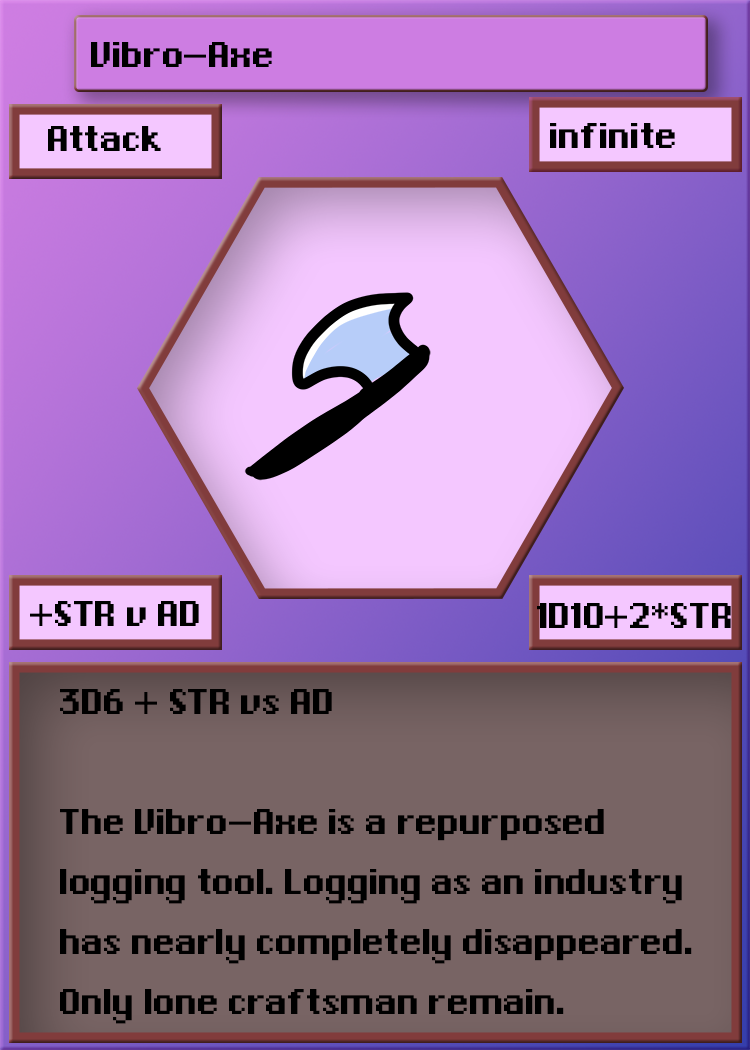 Vibro-Axe
Attack
infinite
+STR v AD
1D10+2*STR
3D6 + STR vs AD
The Vibro-Axe is a repurposed
logging tool. Logging as an industry
has nearly completely disappeared.
Only lone craftsman remain.